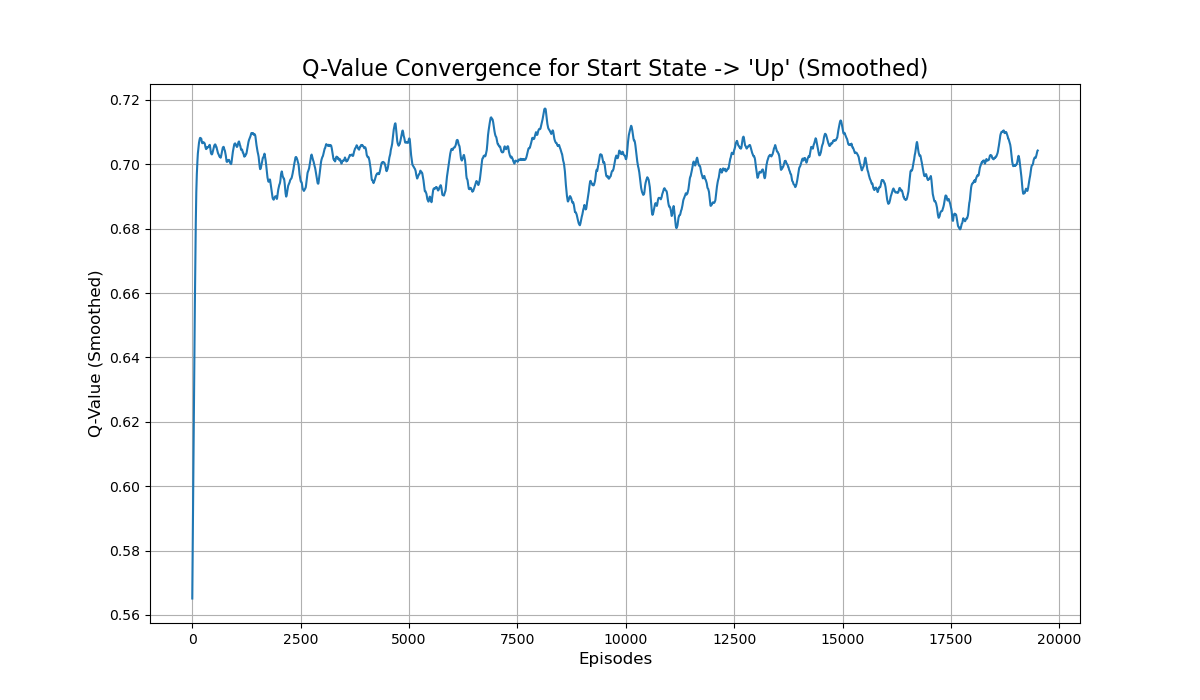 Q-Value Convergence for Start State -> 'Up' (Smoothed)
0.72
0.70
0.68
0.66
0.64
0.62
0.60
0.58
0.56
Q-Value (Smoothed)
0 2500 5000 7500 10000 12500 15000 17500 20000
Episodes